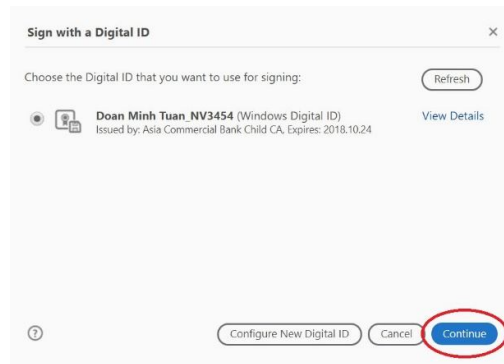 Sign with a Digital ID
Choose the Digital ID that you want to use for signing:
Refresh
Doan Minh Tuan_NV3454 (Windows Digital ID)
View Details
Issued by: Asia Commercial Bank Child CA, Expires: 2018.10.24
Configure New Digital ID
Cancel
Continue